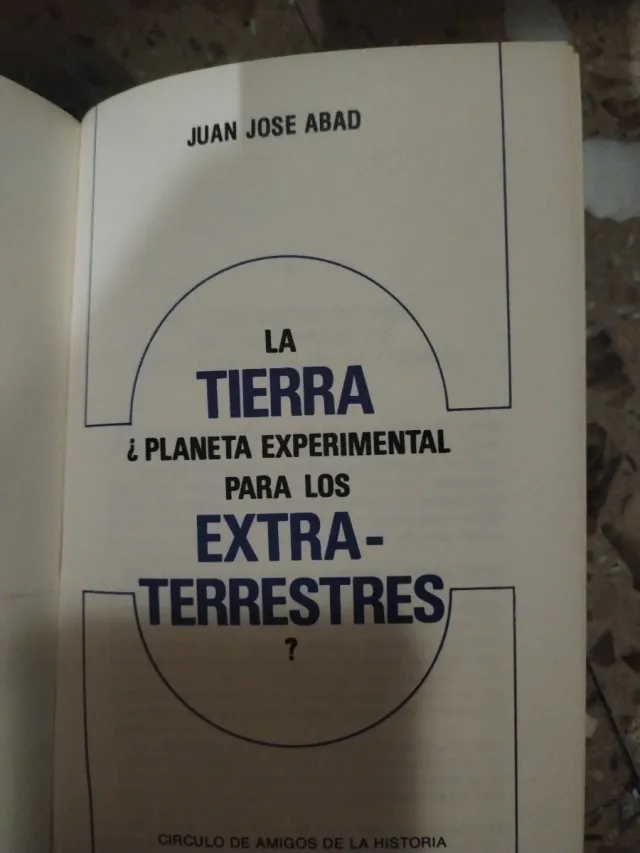 JUAN JOSE ABAD
LA
TIERRA
¿ PLANETA EXPERIMENTAL
PARA LOS
EXTRA-
TERRESTRES
?
CIRCULO DE AMIGOS DE LA HISTORIA